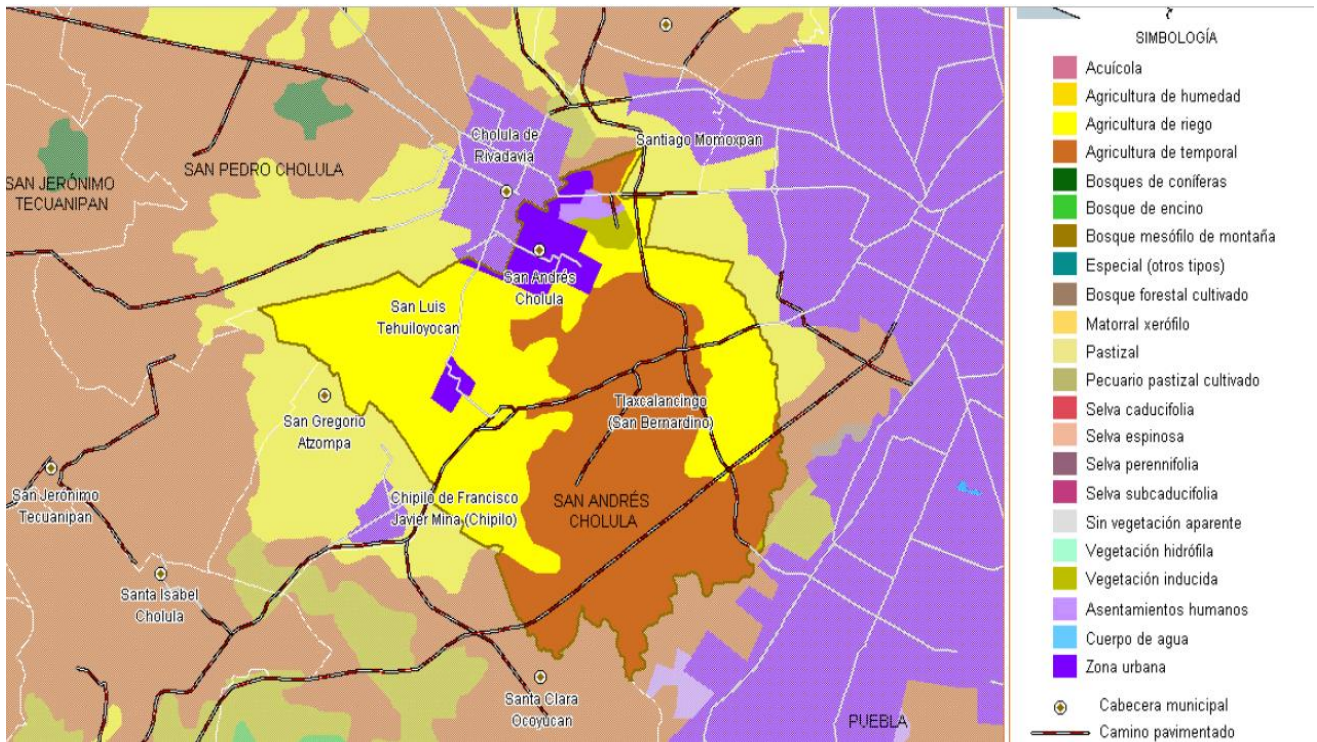 Cholula de
Rivadavia
Santiago Momoxpan
SAN PEDRO CHOLULA
SAN JERÓNIMO
TECUANIPAN
San Andrés
Cholula
San Luis
Tehuiloyocan
San Gregorio
Atzompa
Tlaxcalancingo
(San Bernardino)
San Jerónimo
Tecuanipan
Chipilo de Francisco
Javier Mina (Chipilo)
SAN ANDRÉS
CHOLULA
Santa Isabel
Cholula
Santa Clara
Ocoyucan
PUEBLA
SIMBOLOGÍA
Acuícola
Agricultura de humedad
Agricultura de riego
Agricultura de temporal
Bosques de coníferas
Bosque de encino
Bosque mesófilo de montaña
Especial (otros tipos)
Bosque forestal cultivado
Matorral xerófilo
Pastizal
Pecuario pastizal cultivado
Selva caducifolia
Selva espinosa
Selva perennifolia
Selva subcaducifolia
Sin vegetación aparente
Vegetación hidrófila
Vegetación inducida
Asentamientos humanos
Cuerpo de agua
Zona urbana
Cabecera municipal
Camino pavimentado